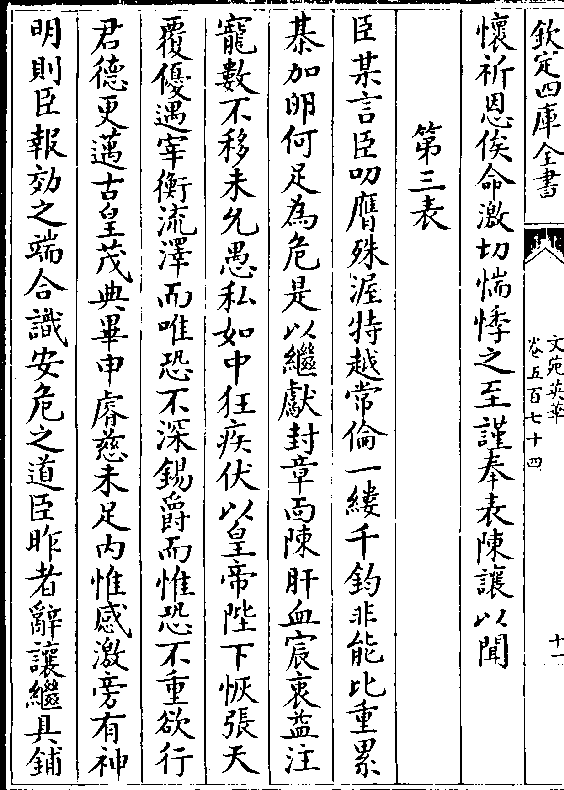 欽定四庫全書
文苑英華
卷五百七十四
十一
懷祈恩俟命激切惴悸之至謹奉表陳讓以聞
第三表
臣某言臣叨膺殊渥特越常倫一縷千鈞非能比重累
棊加卵何足為危是以繼獻封章靣陳肝血宸衷益注
寵數不移未允愚私如中狂疾伏以皇帝陛下恢張天
覆優遇宰衡流澤而唯恐不深錫爵而惟恐不重欲行
君德更邁古皇茂典畢申睿慈未足内惟感激旁有神
明則臣報効之端合識安危之道臣昨者辭讓繼具鋪